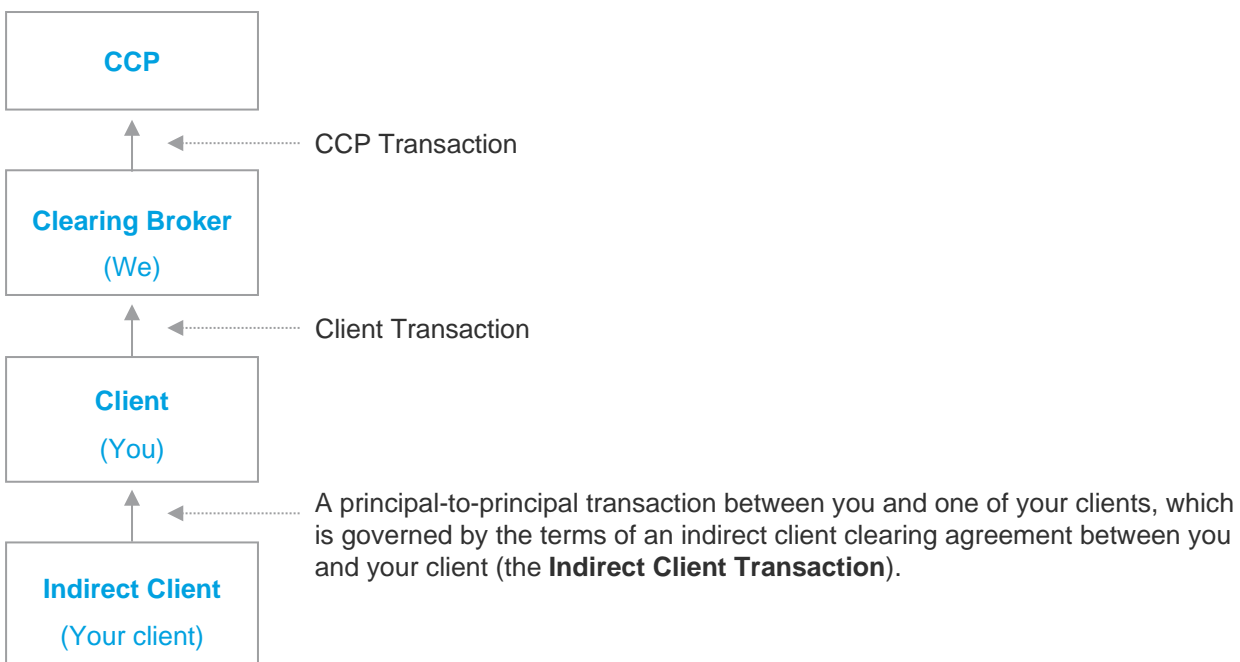 CCP
CCP Transaction
Clearing Broker
(We)
Client Transaction
Client
(You)
A principal-to-principal transaction between you and one of your clients, which
is governed by the terms of an indirect client clearing agreement between you
and your client (the Indirect Client Transaction).
Indirect Client
(Your client)